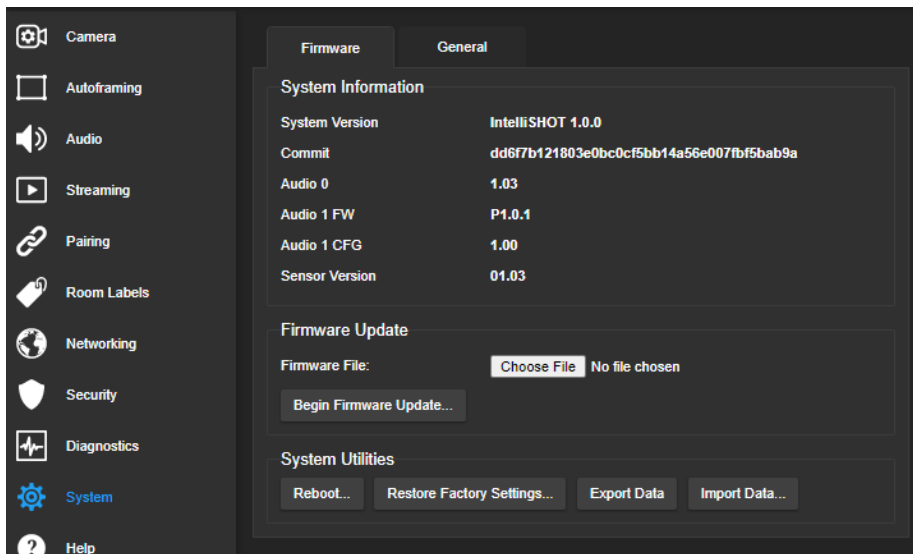 Camera
Autoframing
Audio
Streaming
Pairing
Room Labels
Networking
Security
Diagnostics
System
Help
Firmware General
System Information
System Version IntelliSHOT 1.0.0
Commit dd6f7b121803e0bc0cf5bb14a56e007fbf5bab9a
Audio 0 1.03
Audio 1 FW P1.0.1
Audio 1 CFG 1.00
Sensor Version 01.03
Firmware Update
Firmware File: Choose File No file chosen
Begin Firmware Update...
System Utilities
Reboot... Restore Factory Settings... Export Data Import Data...